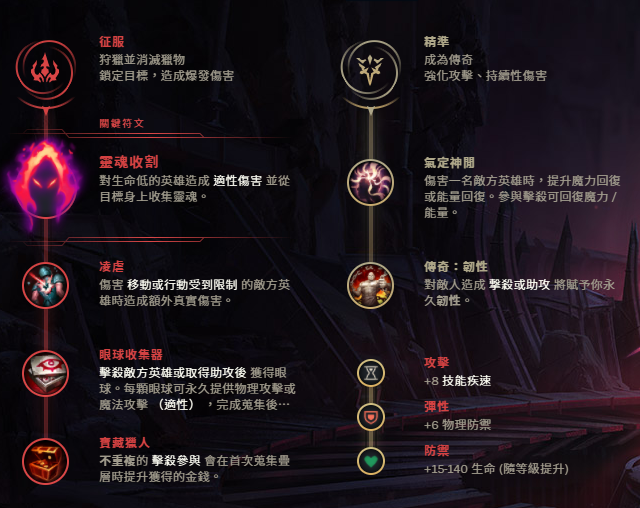 征服
狩獵並消滅獵物
鎖定目標，造成爆發傷害
關鍵符文
靈魂收割
對生命低的英雄造成 適性傷害 並從
目標身上收集靈魂。
凌虐
傷害 移動或行動受到限制 的敵方英
雄時造成額外真實傷害。
眼球收集器
擊殺敵方英雄或取得助攻後 獲得眼
球。每顆眼球可永久提供物理攻擊或
魔法攻擊 （適性） ，完成蒐集後…
寶藏獵人
不重複的 擊殺參與 會在首次蒐集疊
層時提升獲得的金錢。
精準
成為傳奇
強化攻擊、持續性傷害
氣定神閒
傷害一名敵方英雄時，提升魔力回復
或能量回復。參與擊殺可回復魔力 /
能量。
傳奇：韌性
對敵人造成 擊殺或助攻 將賦予你永
久韌性。
攻擊
+8 技能疾速
彈性
+6 物理防禦
防禦
+15-140 生命 (隨等級提升)